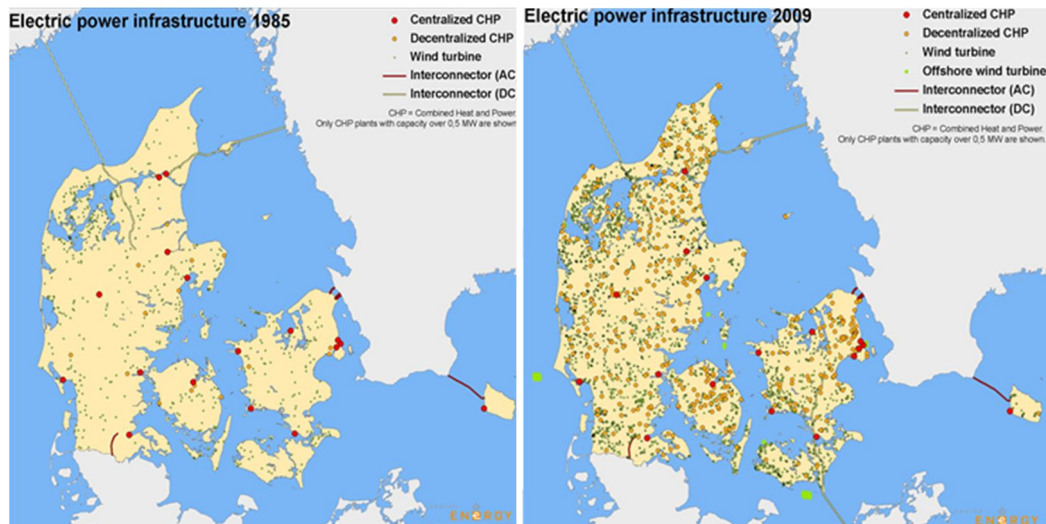 Electric power infrastructure 1985
Centralized CHP
Decentralized CHP
Wind turbine
Interconnector (AC
Interconnector (DC
CHP = Combined Heat and Power.
Only CHP plants with capacity over 0,5 MW are shown
ENERGY
Electric power infrastructure 2009
Centralized CHP
Decentralized CHP
Wind turbine
Offshore wind turbine
Interconnector (AC)
Interconnector (DC)
CHP = Combined Heat and Power.
Only CHP plants with capacity over 0,5 MW are shown.
ENERGY